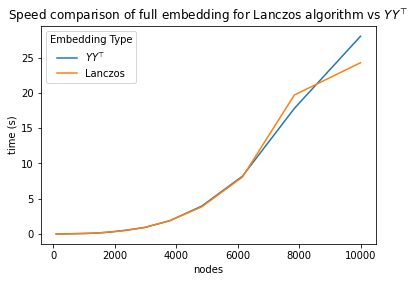 Speed comparison of full embedding for Lanczos algorithm vs YY⊤
Embedding Type
YY⊤
Lanczos
time (s)
25
20
15
10
5
0
0 2000 4000 6000 8000 10000
nodes